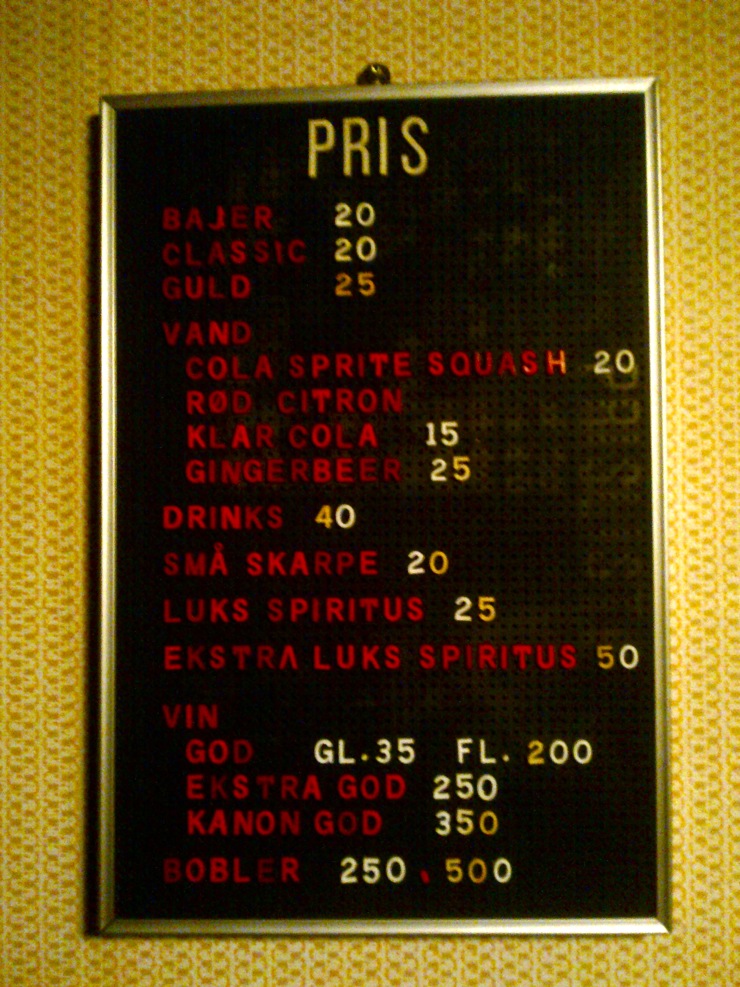 PRIS
BAJER 20
CLASSIC 20
GULD 25
VAND
COLA SPRITE SQUASH 20
RØD CITRON
KLAR COLA 15
GINGERBEER 25
DRINKS 40
SMÅ SKARPE 20
LUKS SPIRITUS 25
EKSTRA LUKS SPIRITUS 50
VIN
GOD GL.35 FL. 200
EKSTRA GOD 250
KANON GOD 350
BOBLER 250, 500